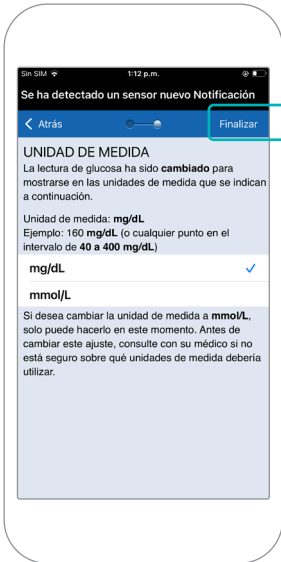 Sin SIM 1:12 p.m.
Se ha detectado un sensor nuevo Notificación
Atrás Finalizar
UNIDAD DE MEDIDA
La lectura de glucosa ha sido cambiado para
mostrarse en las unidades de medida que se indican
a continuación.
Unidad de medida: mg/dL
Ejemplo: 160 mg/dL (o cualquier punto en el
intervalo de 40 a 400 mg/dL)
mg/dL
mmol/L
Si desea cambiar la unidad de medida a mmol/L,
solo puede hacerlo en este momento. Antes de
cambiar este ajuste, consulte con su médico si no
está seguro sobre qué unidades de medida debería
utilizar.